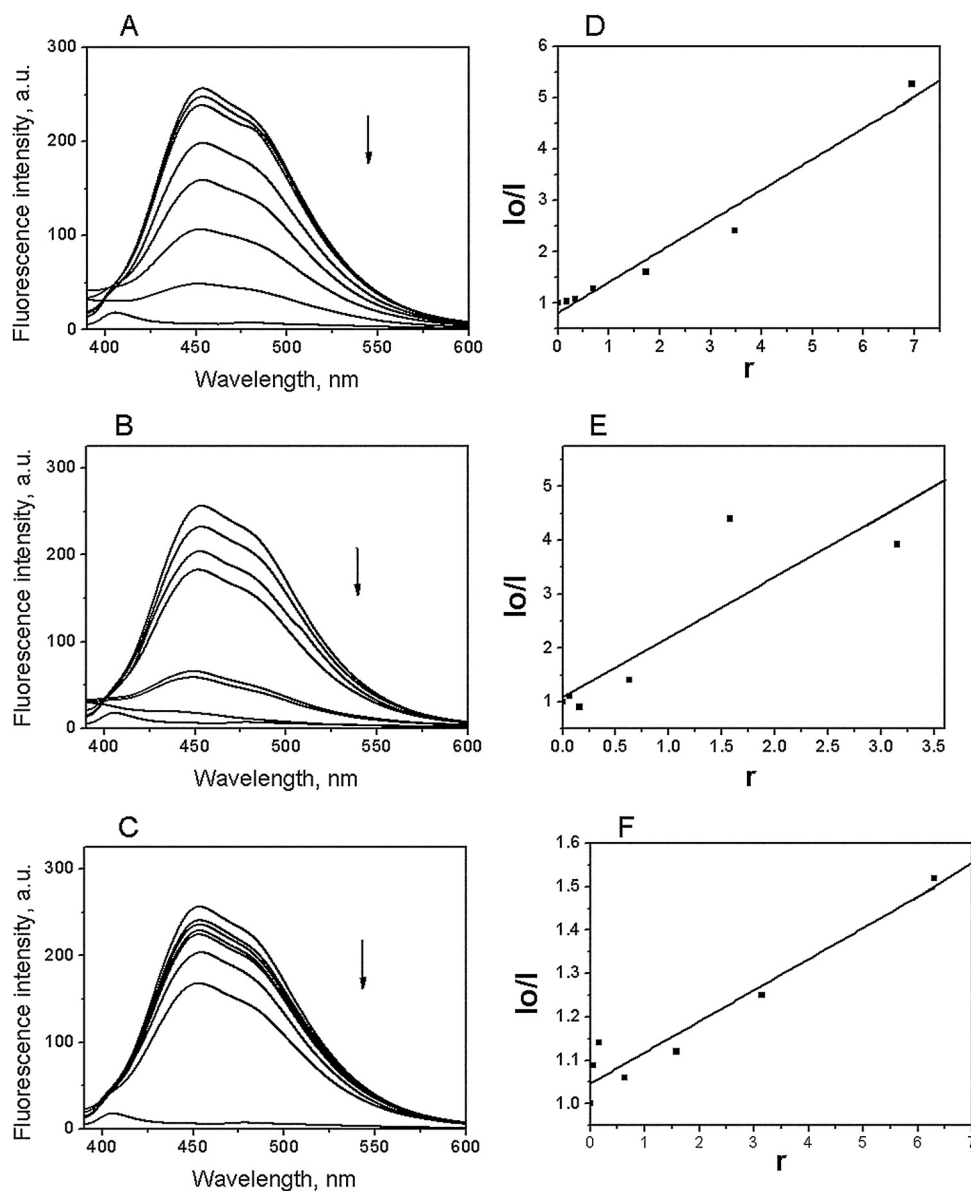 A
Fluorescence intensity, a.u.
300
200
100
0
400 450 500 550 600
Wavelength, nm
D
Io/I
6
5
4
3
2
1
0 1 2 3 4 5 6 7
r
B
Fluorescence intensity, a.u.
300
200
100
0
400 450 500 550 600
Wavelength, nm
E
Io/I
5
4
3
2
1
0.0 0.5 1.0 1.5 2.0 2.5 3.0 3.5
r
C
Fluorescence intensity, a.u.
300
200
100
0
400 450 500 550 600
Wavelength, nm
F
Io/I
1.6
1.5
1.4
1.3
1.2
1.1
1.0
0 1 2 3 4 5 6 7
r